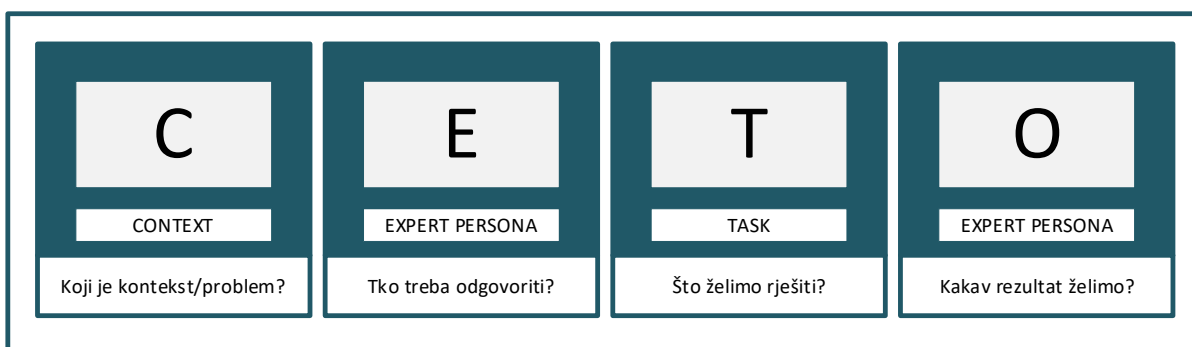 C
E
T
O
CONTEXT
EXPERT PERSONA
TASK
EXPERT PERSONA
Koji je kontekst/problem?
Tko treba odgovoriti?
Što želimo rješiti?
Kakav rezultat želimo?